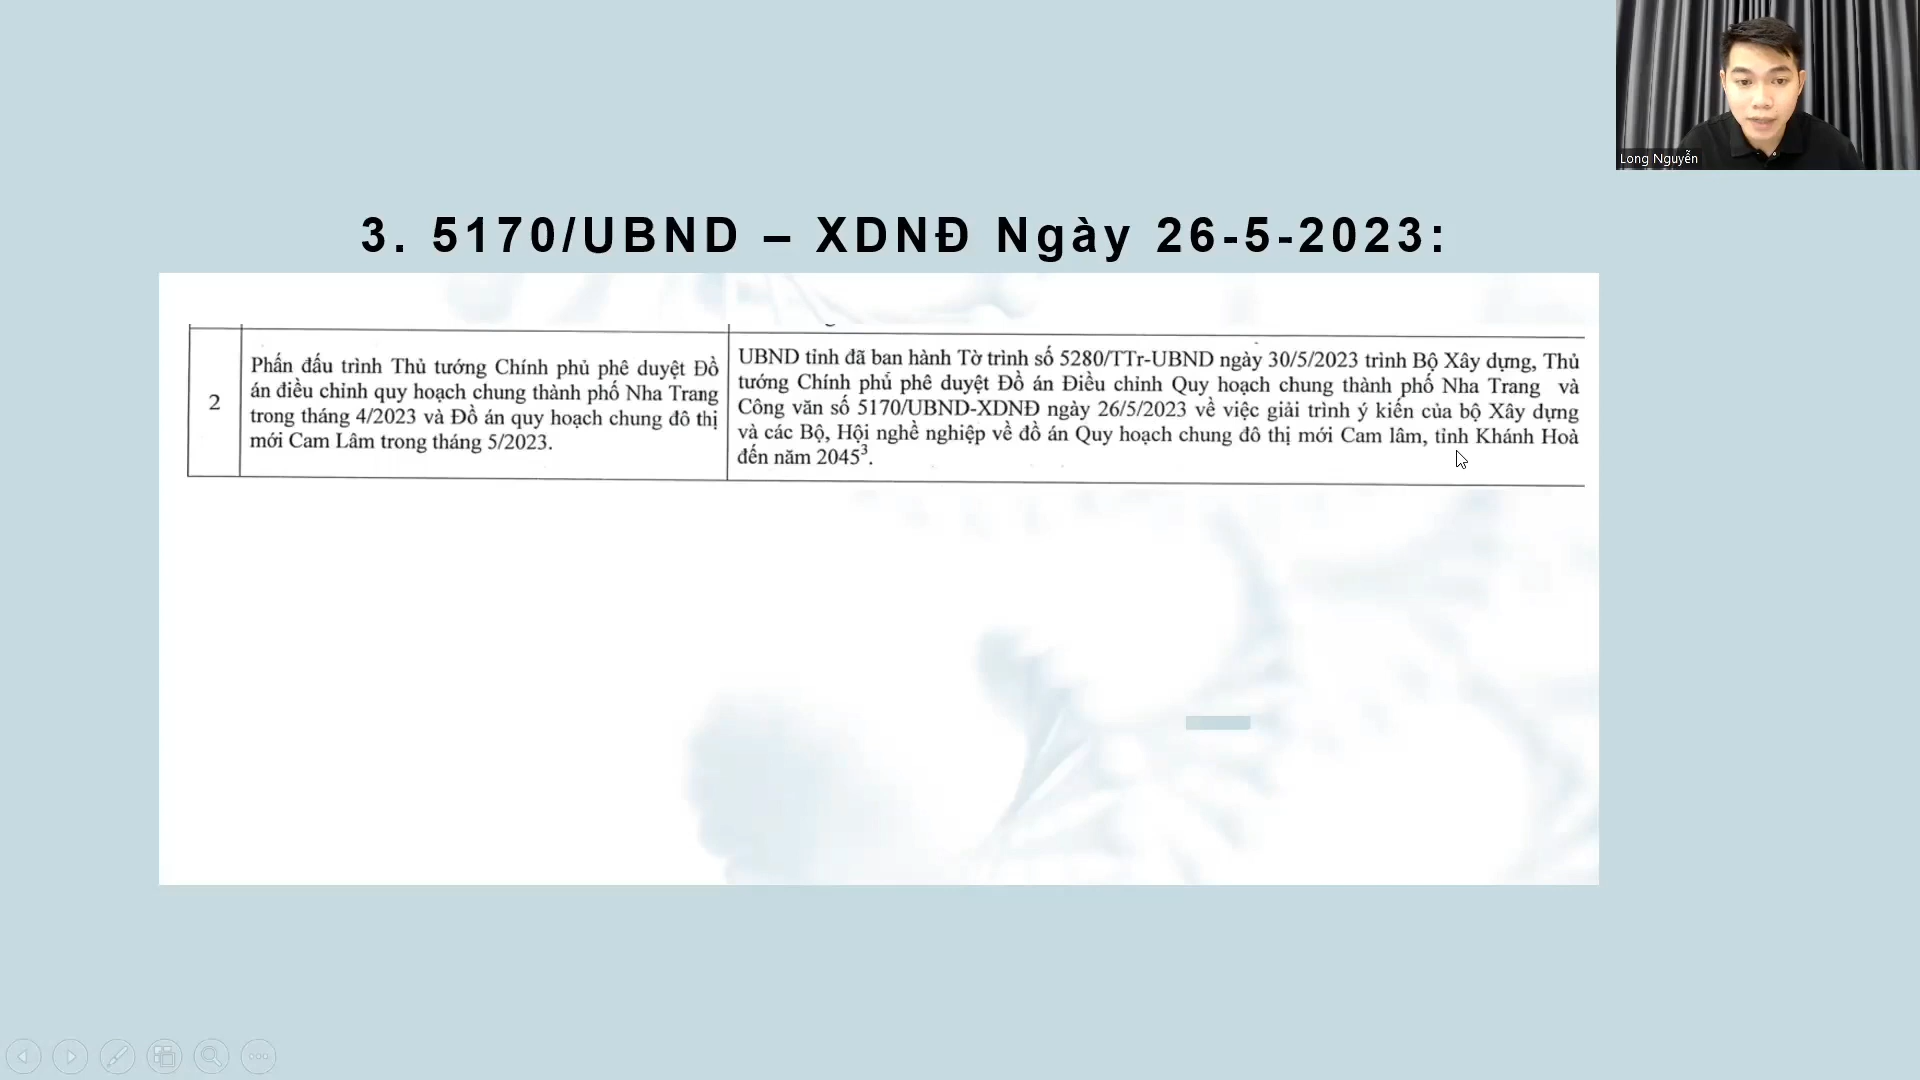 Long Nguyễn
3. 5170/UBND – XDNĐ Ngày 26-5-2023:
2
Phấn đấu trình Thủ tướng Chính phủ phê duyệt Đồ
án điều chỉnh quy hoạch chung thành phố Nha Trang
trong tháng 4/2023 và Đồ án quy hoạch chung đô thị
mới Cam Lâm trong tháng 5/2023.
UBND tỉnh đã ban hành Tờ trình số 5280/TTr-UBND ngày 30/5/2023 trình Bộ Xây dựng, Thủ
tướng Chính phủ phê duyệt Đồ án Điều chỉnh Quy hoạch chung thành phố Nha Trang và
Công văn số 5170/UBND-XDNĐ ngày 26/5/2023 về việc giải trình ý kiến của bộ Xây dựng
và các Bộ, Hội nghề nghiệp về đồ án Quy hoạch chung đô thị mới Cam lâm, tỉnh Khánh Hoà
đến năm 2045³.